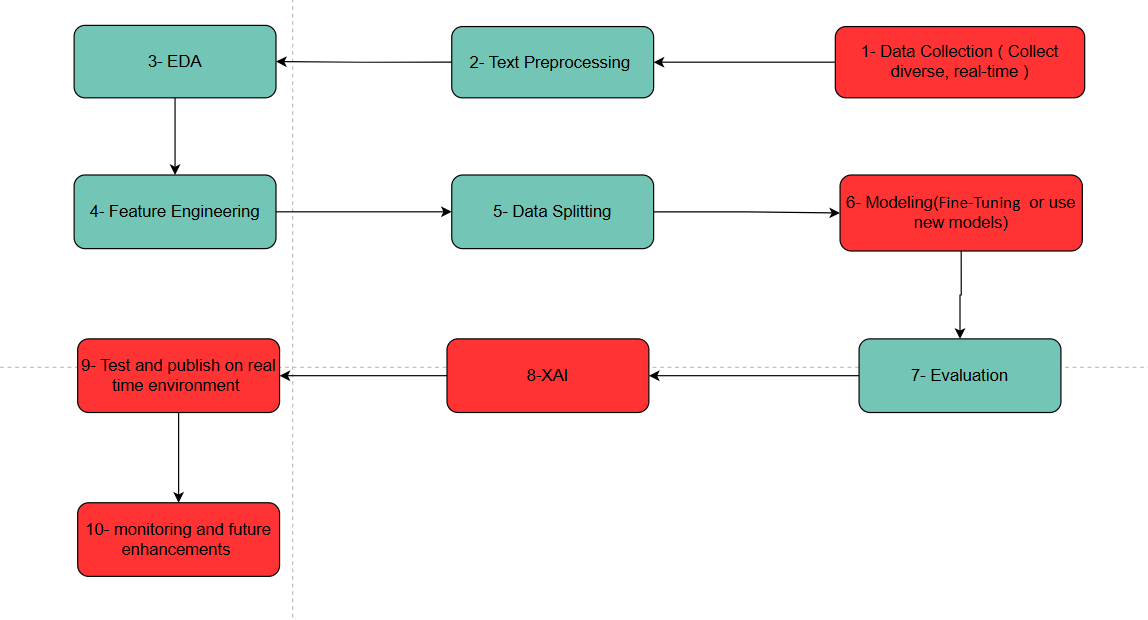 3- EDA
2- Text Preprocessing
1- Data Collection ( Collect
diverse, real-time )
4- Feature Engineering
5- Data Splitting
6- Modeling(Fine-Tuning or use
new models)
9- Test and publish on real
time environment
8-XAI
7- Evaluation
10- monitoring and future
enhancements